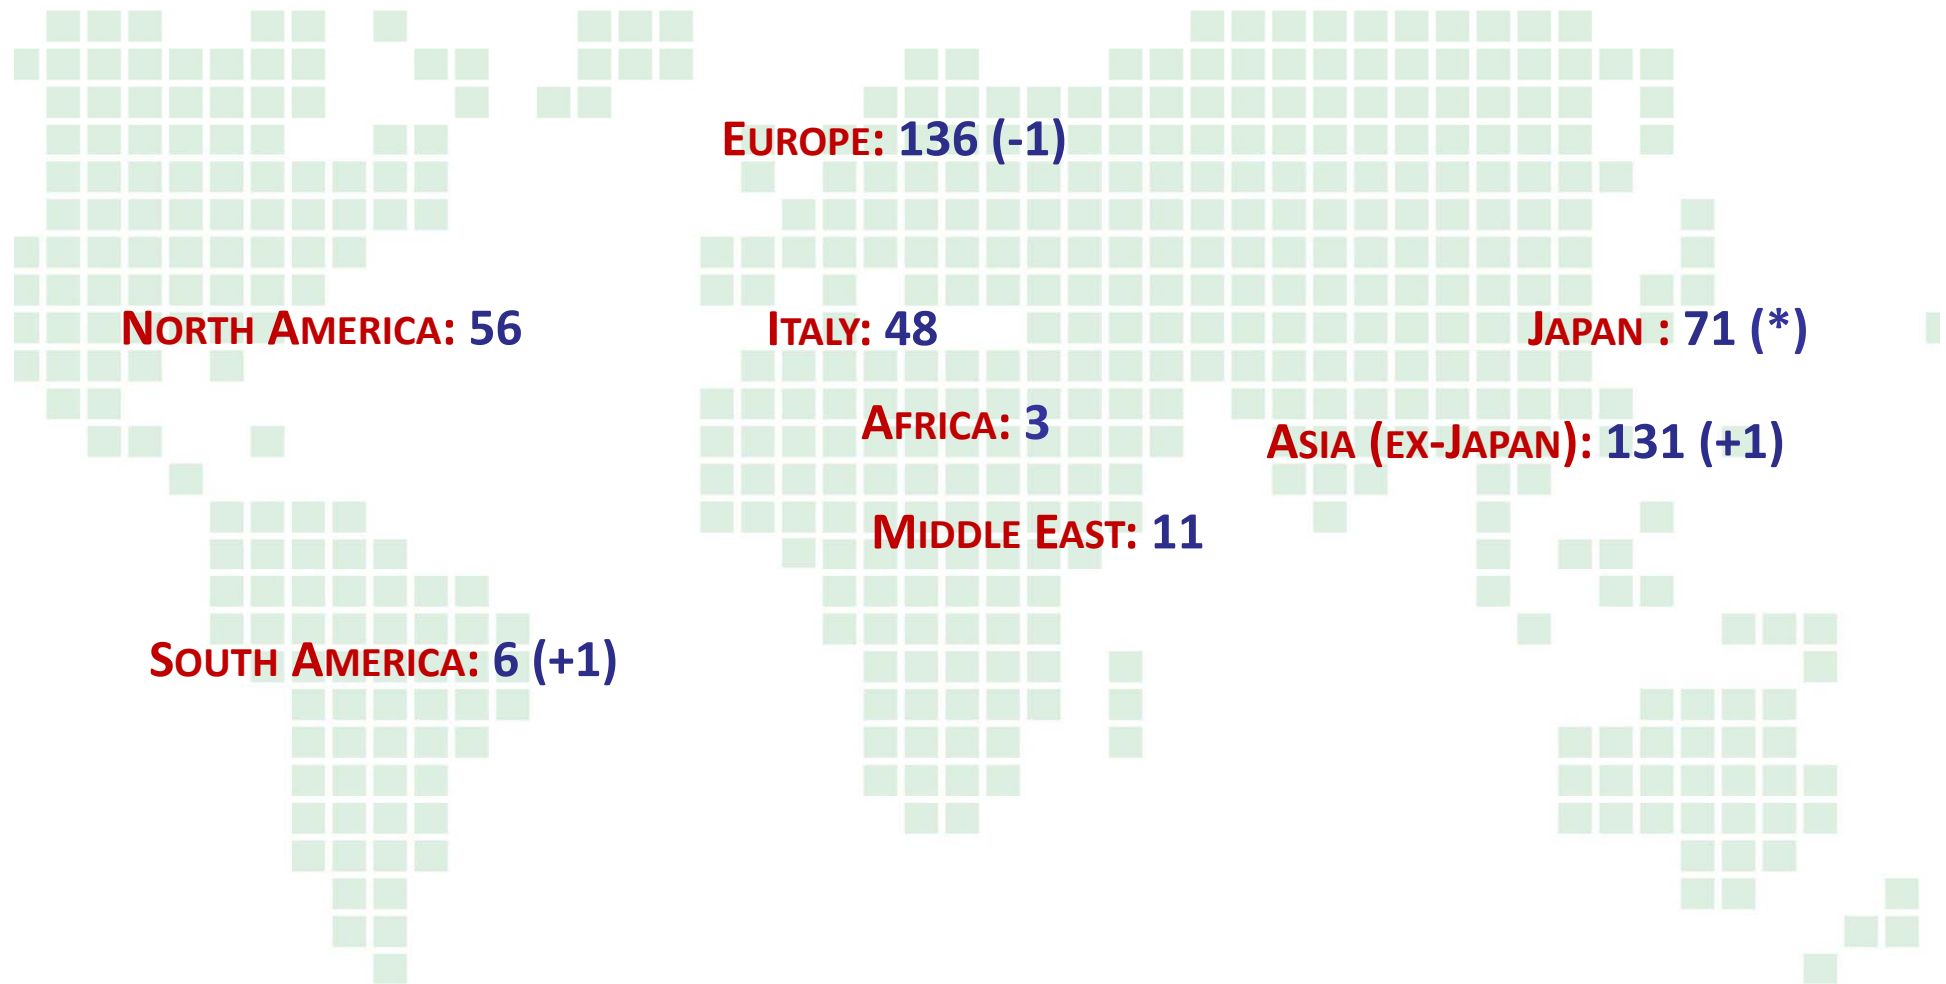 Europe: 136 (-1)
North America: 56
Italy: 48
Japan : 71 (*)
Africa: 3
Asia (ex-Japan): 131 (+1)
Middle East: 11
South America: 6 (+1)